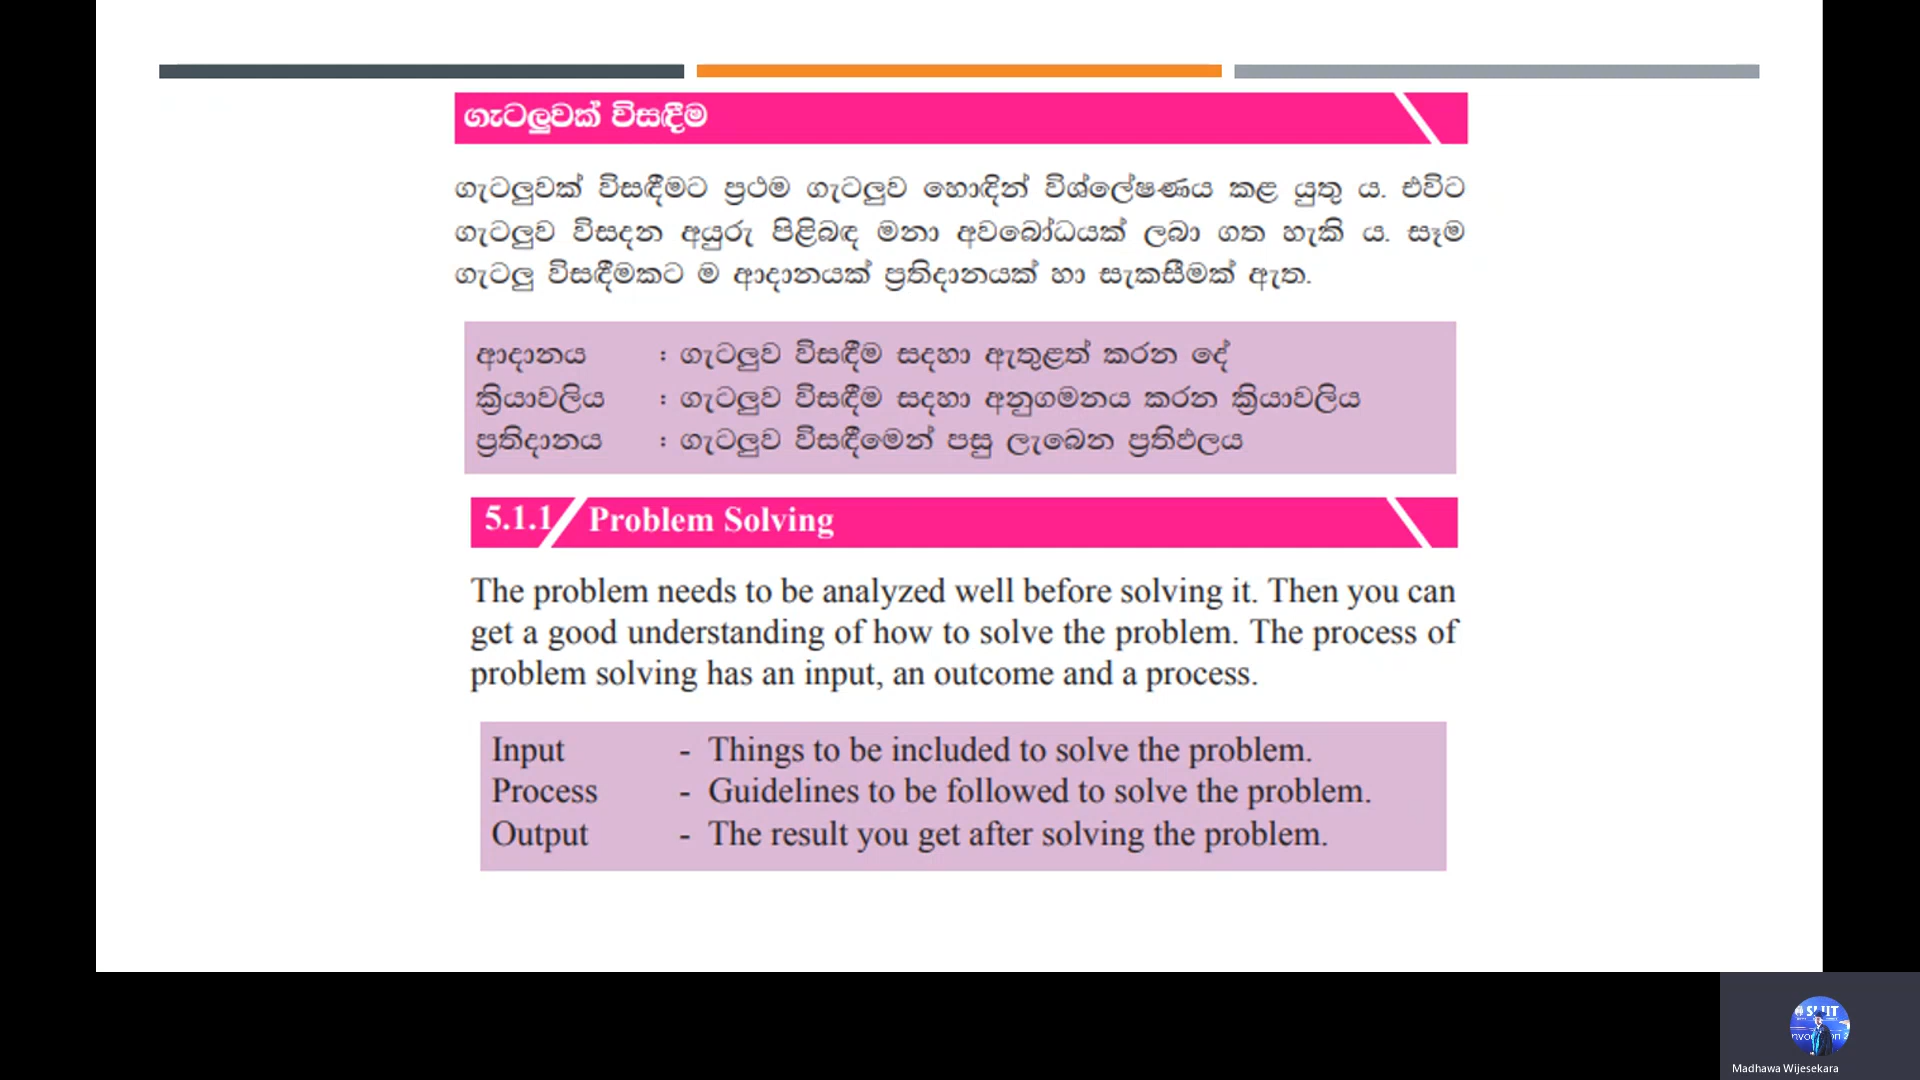 ගැටලුවක් විසඳීම
ගැටලුවක් විසඳීමට ප්‍රථම ගැටලුව හොඳින් විශ්ලේෂණය කළ යුතු ය. එවිට
ගැටලුව විසදන අයුරු පිළිබඳ මනා අවබෝධයක් ලබා ගත හැකි ය. සෑම
ගැටලු විසඳීමකට ම ආදානයක් ප්‍රතිදානයක් හා සැකසීමක් ඇත.
ආදානය : ගැටලුව විසඳීම සදහා ඇතුළත් කරන දේ
ක්‍රියාවලිය : ගැටලුව විසඳීම සදහා අනුගමනය කරන ක්‍රියාවලිය
ප්‍රතිදානය : ගැටලුව විසඳීමෙන් පසු ලැබෙන ප්‍රතිඵලය
5.1.1 Problem Solving
The problem needs to be analyzed well before solving it. Then you can
get a good understanding of how to solve the problem. The process of
problem solving has an input, an outcome and a process.
Input - Things to be included to solve the problem.
Process - Guidelines to be followed to solve the problem.
Output - The result you get after solving the problem.
SLIIT
Madhawa Wijesekara